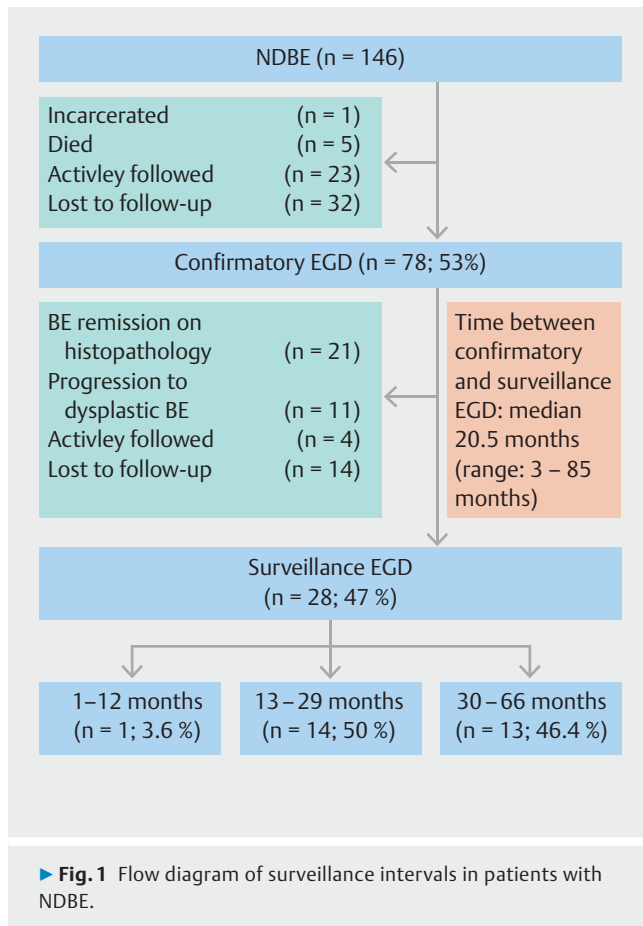 NDBE (n = 146)
Incarcerated (n = 1)
Died (n = 5)
Activley followed (n = 23)
Lost to follow-up (n = 32)
Confirmatory EGD (n = 78; 53%)
BE remission on
histopathology (n = 21)
Progression to
dysplastic BE (n = 11)
Activley followed (n = 4)
Lost to follow-up (n = 14)
Time between
confirmatory
and surveillance
EGD: median
20.5 months
(range: 3 – 85
months)
Surveillance EGD
(n = 28; 47 %)
1–12 months
(n = 1; 3.6 %)
13 – 29 months
(n = 14; 50 %)
30 – 66 months
(n = 13; 46.4 %)
▶ Fig. 1 Flow diagram of surveillance intervals in patients with
NDBE.